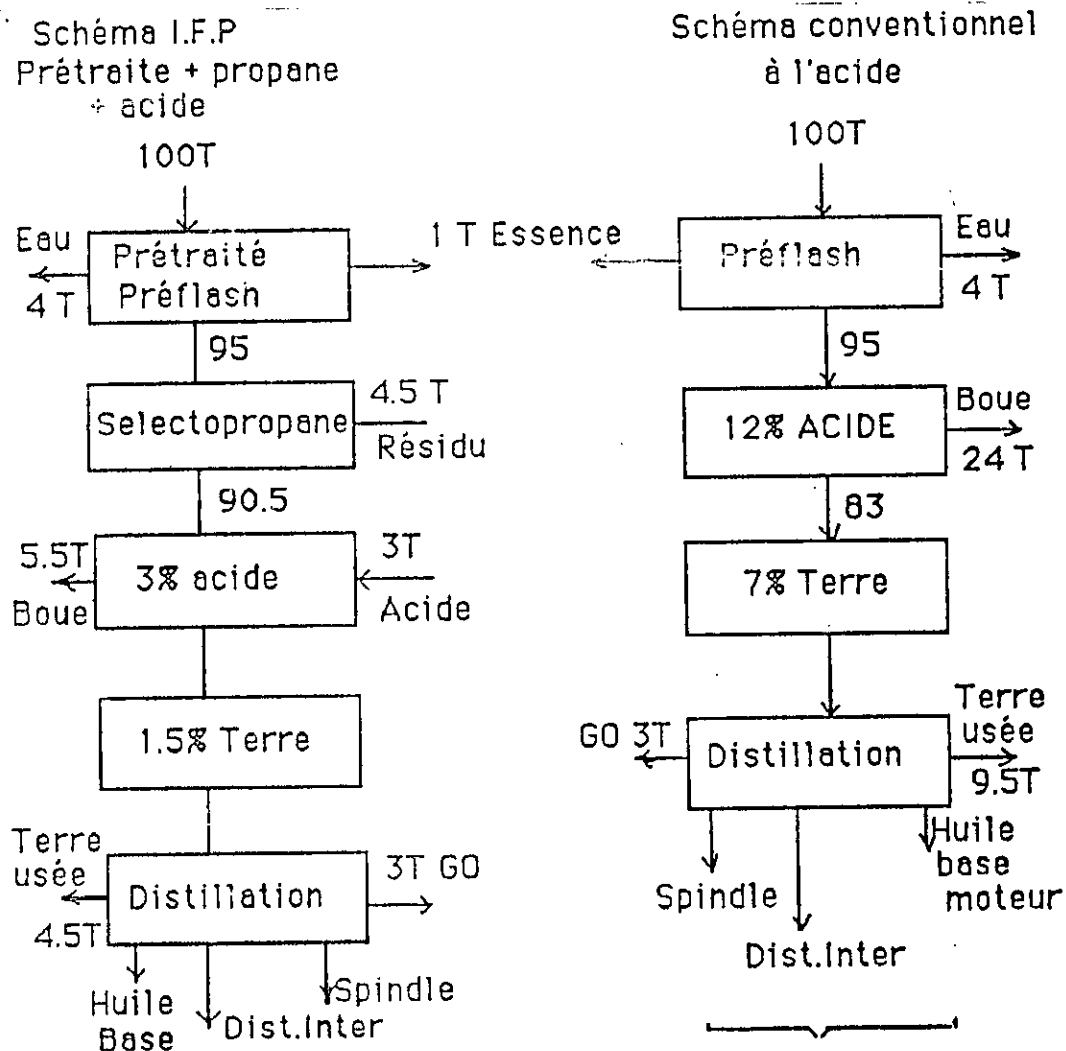 Schéma I.F.P
Prétraite + propane
+ acide
100T
Eau
4 T
Prétraité
Préflash
1 T Essence
95
Selectopropane
4.5 T
Résidu
90.5
5.5T
Boue
3% acide
3T
Acide
1.5% Terre
Terre
usée
4.5T
Distillation
3T GO
Huile
Base
Dist.Inter
Spindle
Schéma conventionnel
à l'acide
100T
Préflash
Eau
4 T
95
12% ACIDE
Boue
24 T
83
7% Terre
GO 3T
Distillation
Terre
usée
9.5T
Spindle
Dist.Inter
Huile
base
moteur